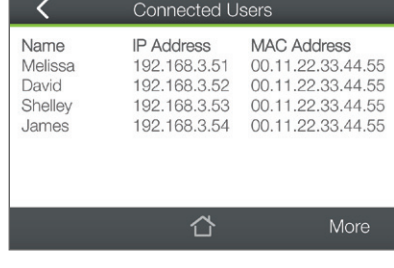 Connected Users
Name IP Address MAC Address
Melissa 192.168.3.51 00.11.22.33.44.55
David 192.168.3.52 00.11.22.33.44.55
Shelley 192.168.3.53 00.11.22.33.44.55
James 192.168.3.54 00.11.22.33.44.55
More